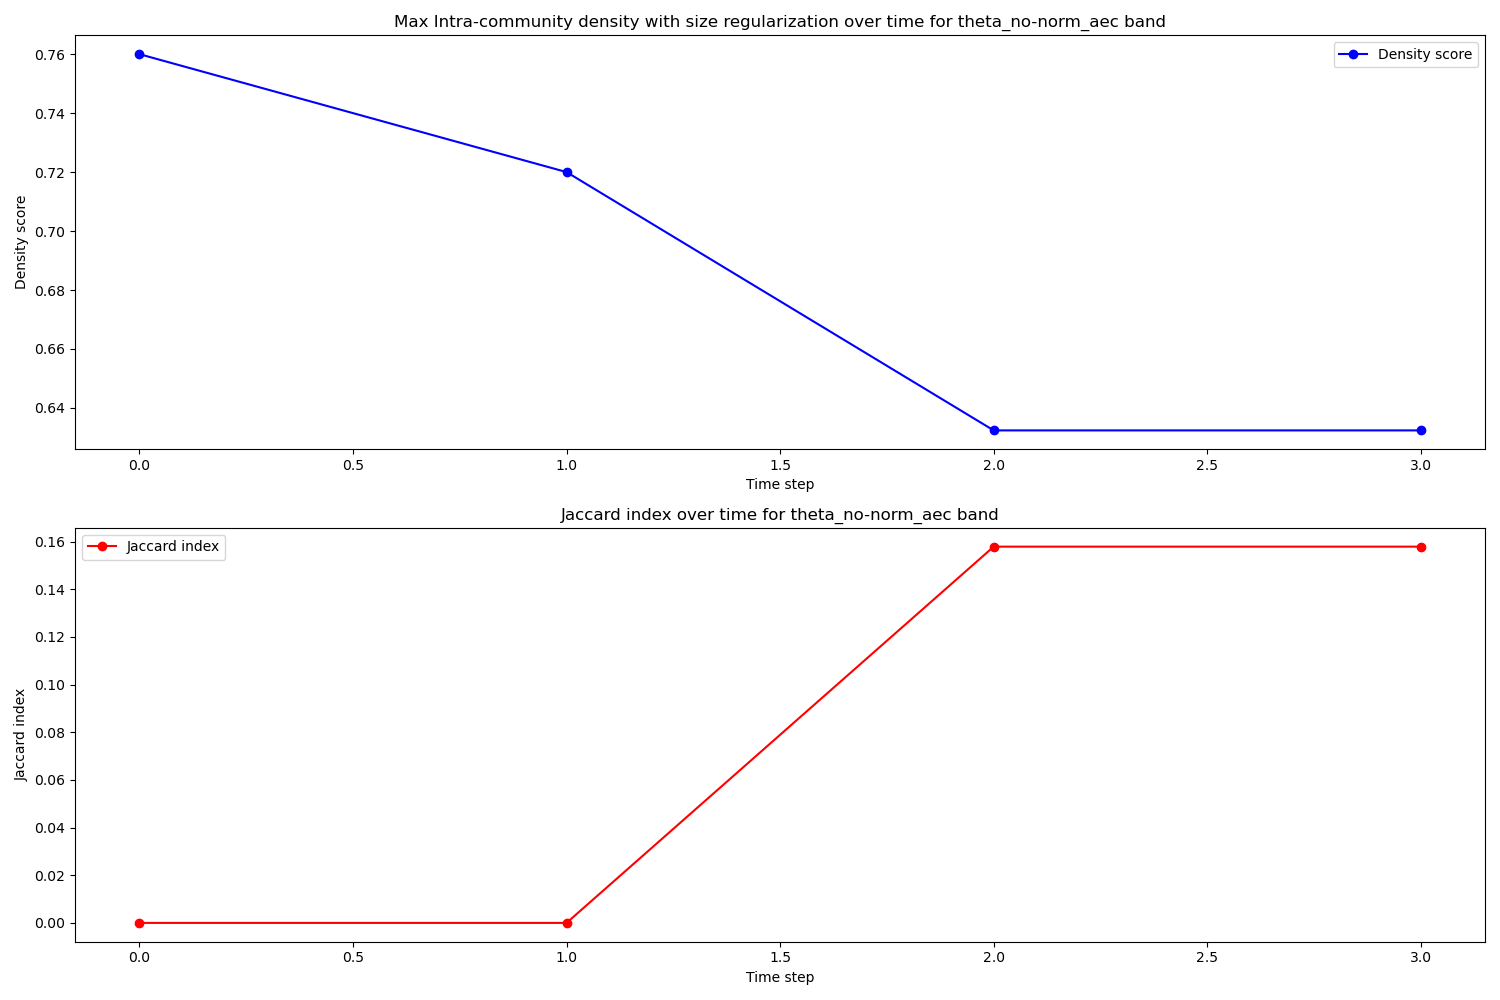 Max Intra-community density with size regularization over time for theta_no-norm_aec band
Density score
0.76
0.74
0.72
0.70
0.68
0.66
0.64
Density score
0.0 0.5 1.0 1.5 2.0 2.5 3.0
Time step
Jaccard index over time for theta_no-norm_aec band
Jaccard index
0.16
0.14
0.12
0.10
0.08
0.06
0.04
0.02
0.00
Jaccard index
0.0 0.5 1.0 1.5 2.0 2.5 3.0
Time step